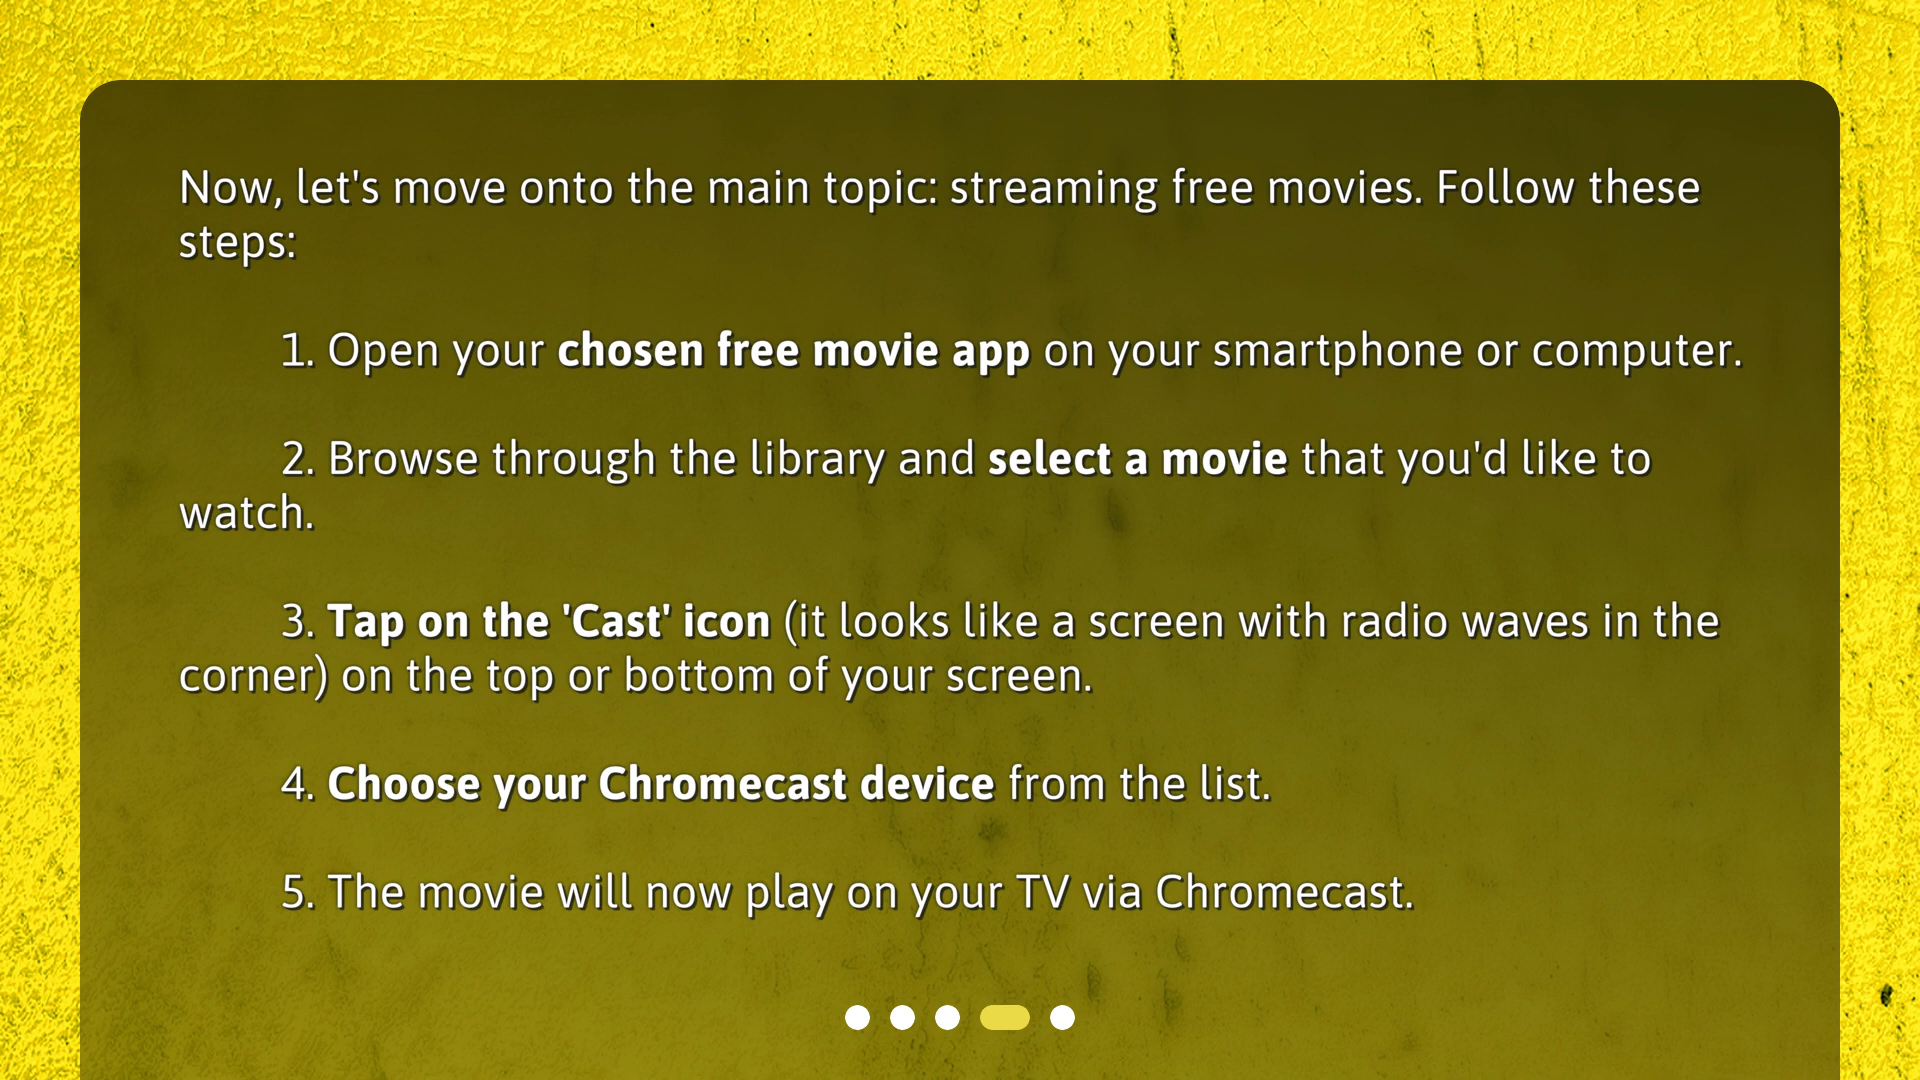 Now, let's move onto the main topic: streaming free movies. Follow these
steps:
1. Open your chosen free movie app on your smartphone or computer.
2. Browse through the library and select a movie that you'd like to
watch.
3. Tap on the 'Cast' icon (it looks like a screen with radio waves in the
corner) on the top or bottom of your screen.
4. Choose your Chromecast device from the list.
5. The movie will now play on your TV via Chromecast.